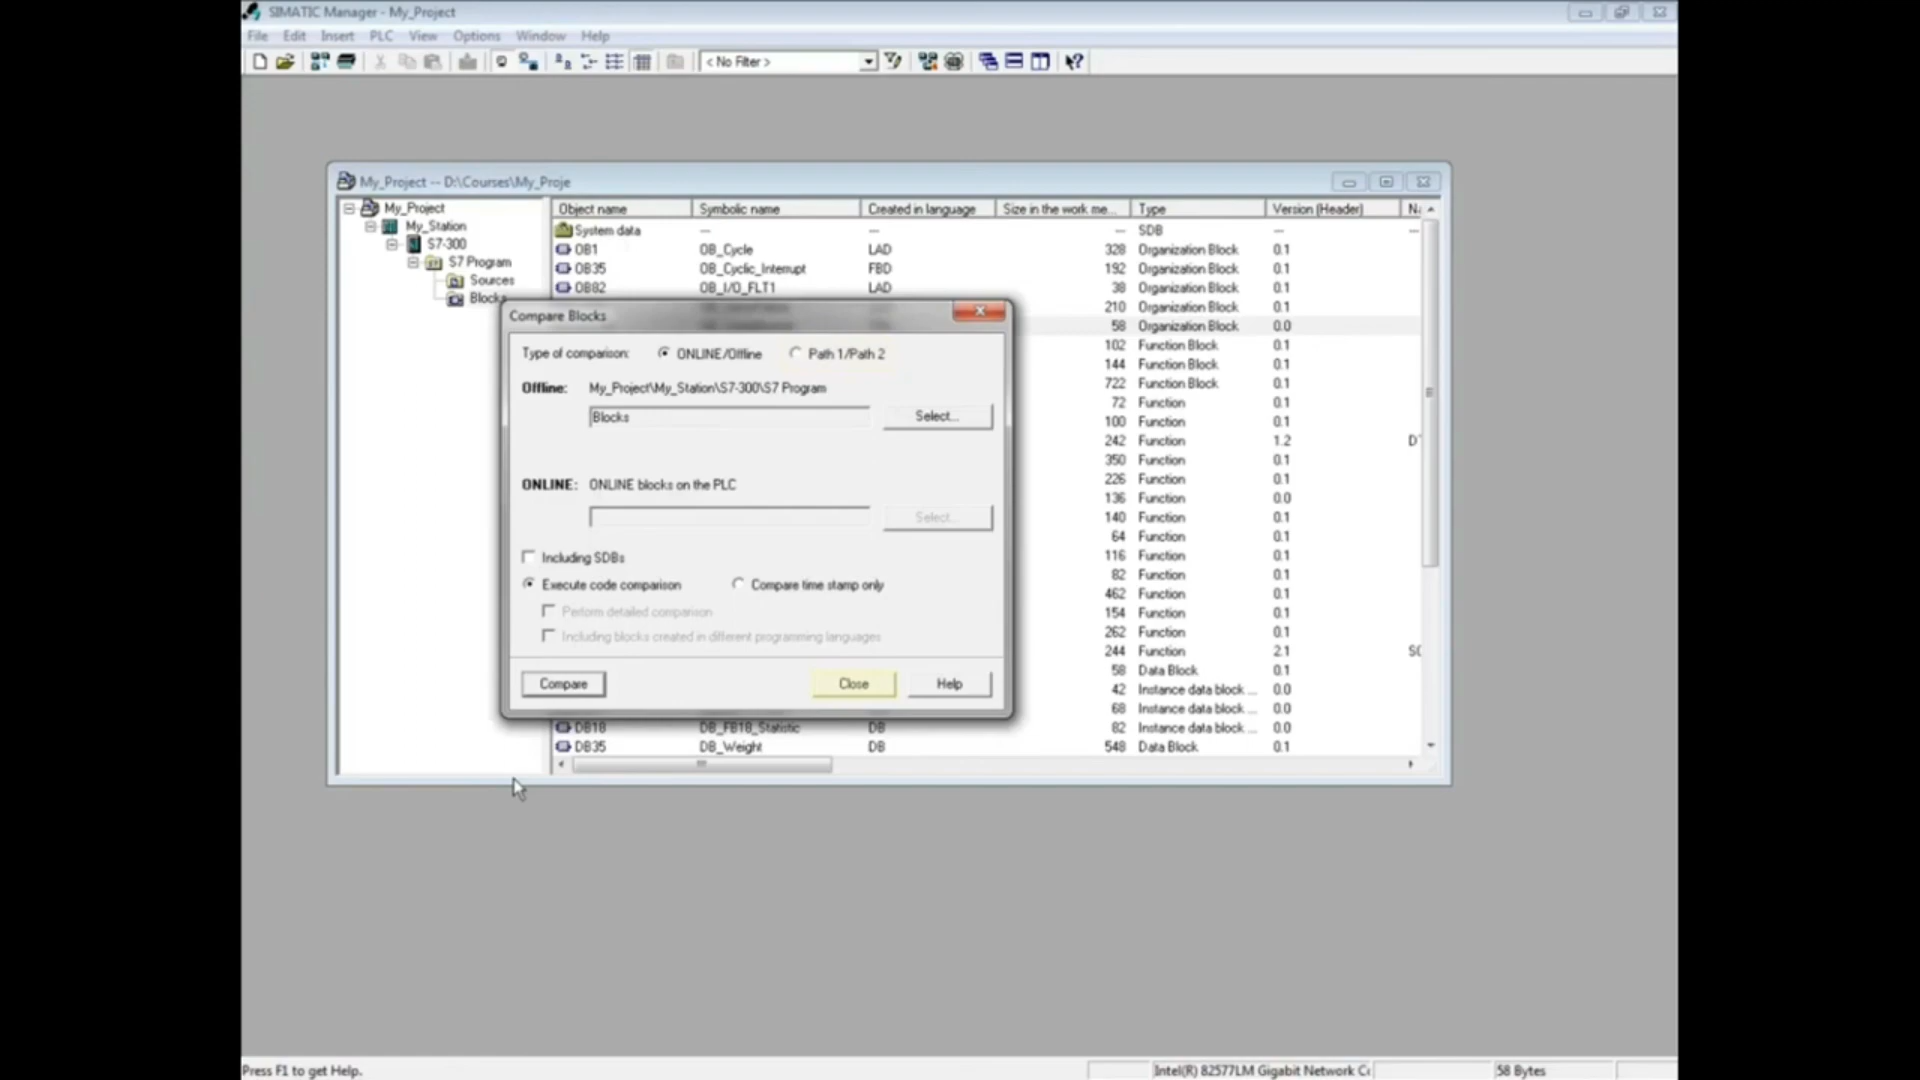 SIMATIC Manager - My_Project
File Edit Insert PLC View Options Window Help
< No Filter >
My_Project -- D:\Courses\My_Proje
My_Project
My_Station
S7-300
S7 Program
Sources
Blocks
Object name Symbolic name Created in language Size in the work me... Type Version (Header)
System data --- --- --- SDB --- ---
OB1 OB_Cycle LAD 328 Organization Block 0.1
OB35 OB_Cyclic_Interrupt FBD 192 Organization Block 0.1
OB82 OB_I/O_FLT1 LAD 38 Organization Block 0.1
210 Organization Block 0.1
58 Organization Block 0.0
102 Function Block 0.1
144 Function Block 0.1
722 Function Block 0.1
72 Function 0.1
100 Function 0.1
242 Function 1.2
350 Function 0.1
226 Function 0.1
136 Function 0.0
140 Function 0.1
64 Function 0.1
116 Function 0.1
82 Function 0.1
462 Function 0.1
154 Function 0.1
262 Function 0.1
244 Function 2.1
58 Data Block 0.1
42 Instance data block ... 0.0
68 Instance data block ... 0.0
DB18 DB_FB18_Statistic DB 82 Instance data block ... 0.0
DB35 DB_Weight DB 548 Data Block 0.1
Compare Blocks
Type of comparison: ONLINE/Offline Path 1/Path 2
Offline: My_Project\My_Station\S7-300\S7 Program
Blocks Select...
ONLINE: ONLINE blocks on the PLC
Select...
Including SDBs
Execute code comparison Compare time stamp only
Perform detailed comparison
Including blocks created in different programming languages
Compare Close Help
Press F1 to get Help. Intel(R) 82577LM Gigabit Network 58 Bytes